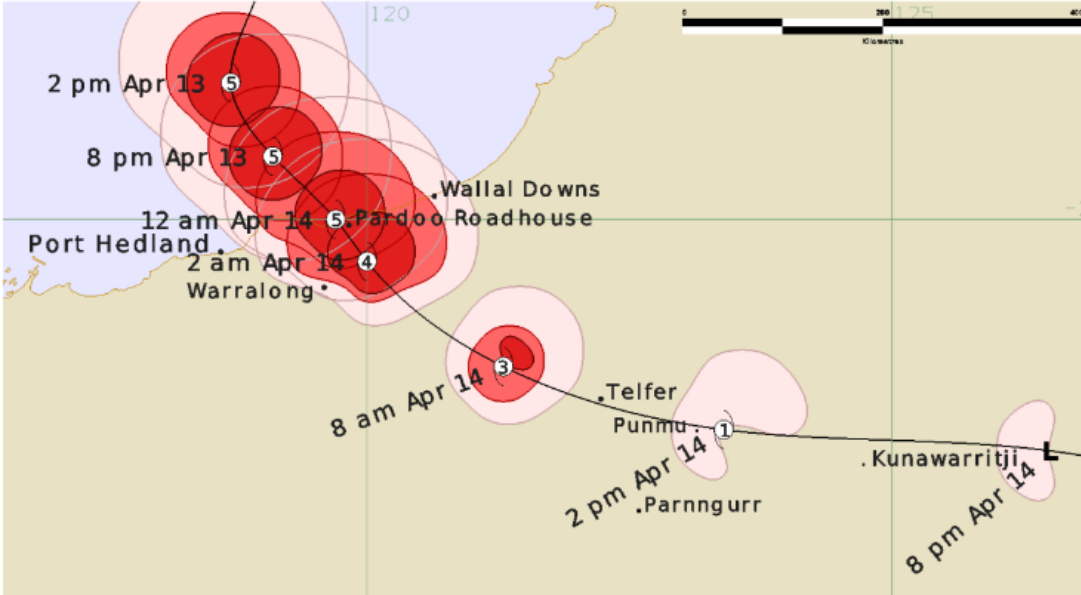 120
125
0
200
400
Kilometres
2 pm Apr 13
5
8 pm Apr 13
5
Wallal Downs
12 am Apr 14
5
Pardoo Roadhouse
Port Hedland
2 am Apr 14
4
Warralong
3
8 am Apr 14
Telfer
Punmu
1
2 pm Apr 14
Kunawarritji
L
8 pm Apr 14
Parnngurr